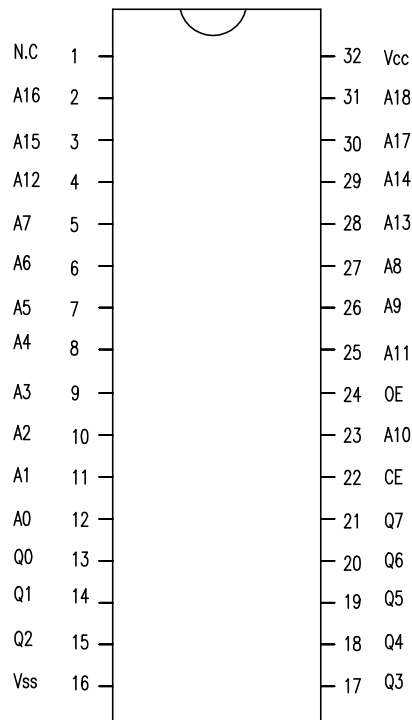 N.C 1 32 Vcc
A16 2 31 A18
A15 3 30 A17
A12 4 29 A14
A7 5 28 A13
A6 6 27 A8
A5 7 26 A9
A4 8 25 A11
A3 9 24 OE
A2 10 23 A10
A1 11 22 CE
A0 12 21 Q7
Q0 13 20 Q6
Q1 14 19 Q5
Q2 15 18 Q4
Vss 16 17 Q3